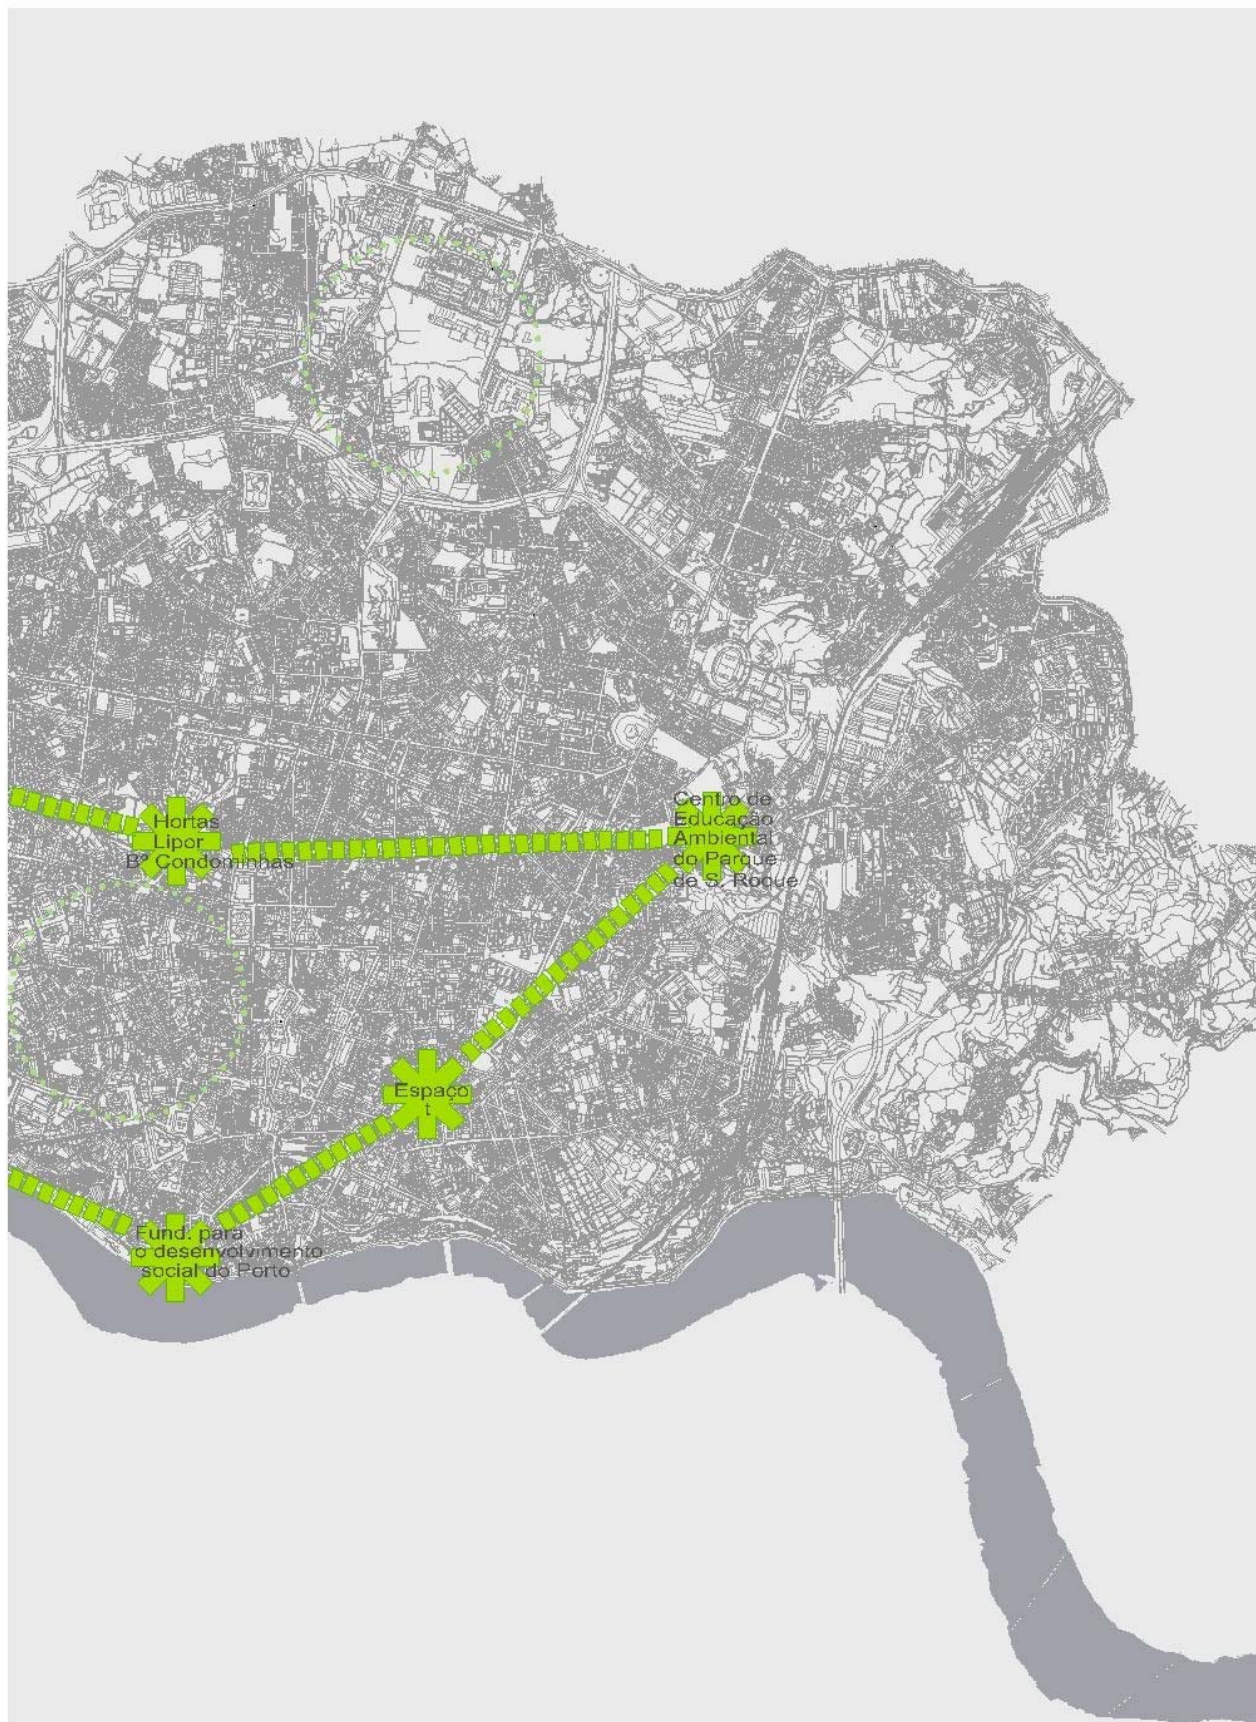 Hortas
Lipor
Bº Condominhas
Centro de
Educação
Ambiental
do Parque
de S. Roque
Espaço
t
Fund. para
o desenvolvimento
social do Porto